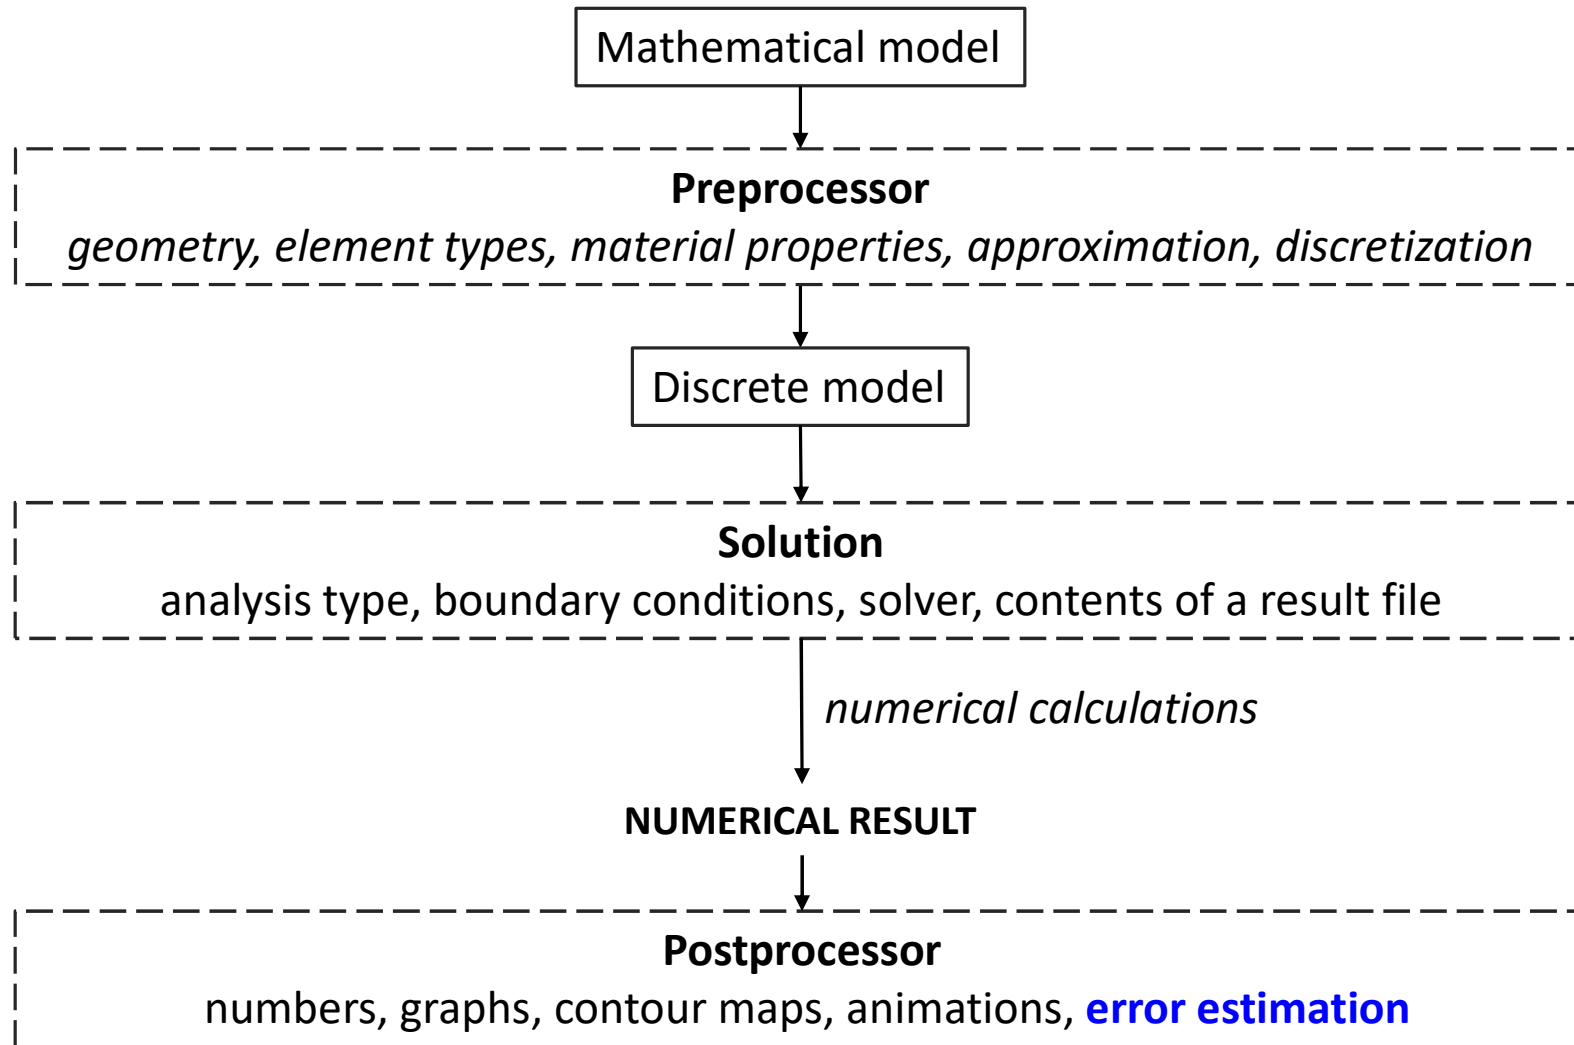 Mathematical model
Preprocessor
geometry, element types, material properties, approximation, discretization
Discrete model
Solution
analysis type, boundary conditions, solver, contents of a result file
numerical calculations
NUMERICAL RESULT
Postprocessor
numbers, graphs, contour maps, animations, error estimation